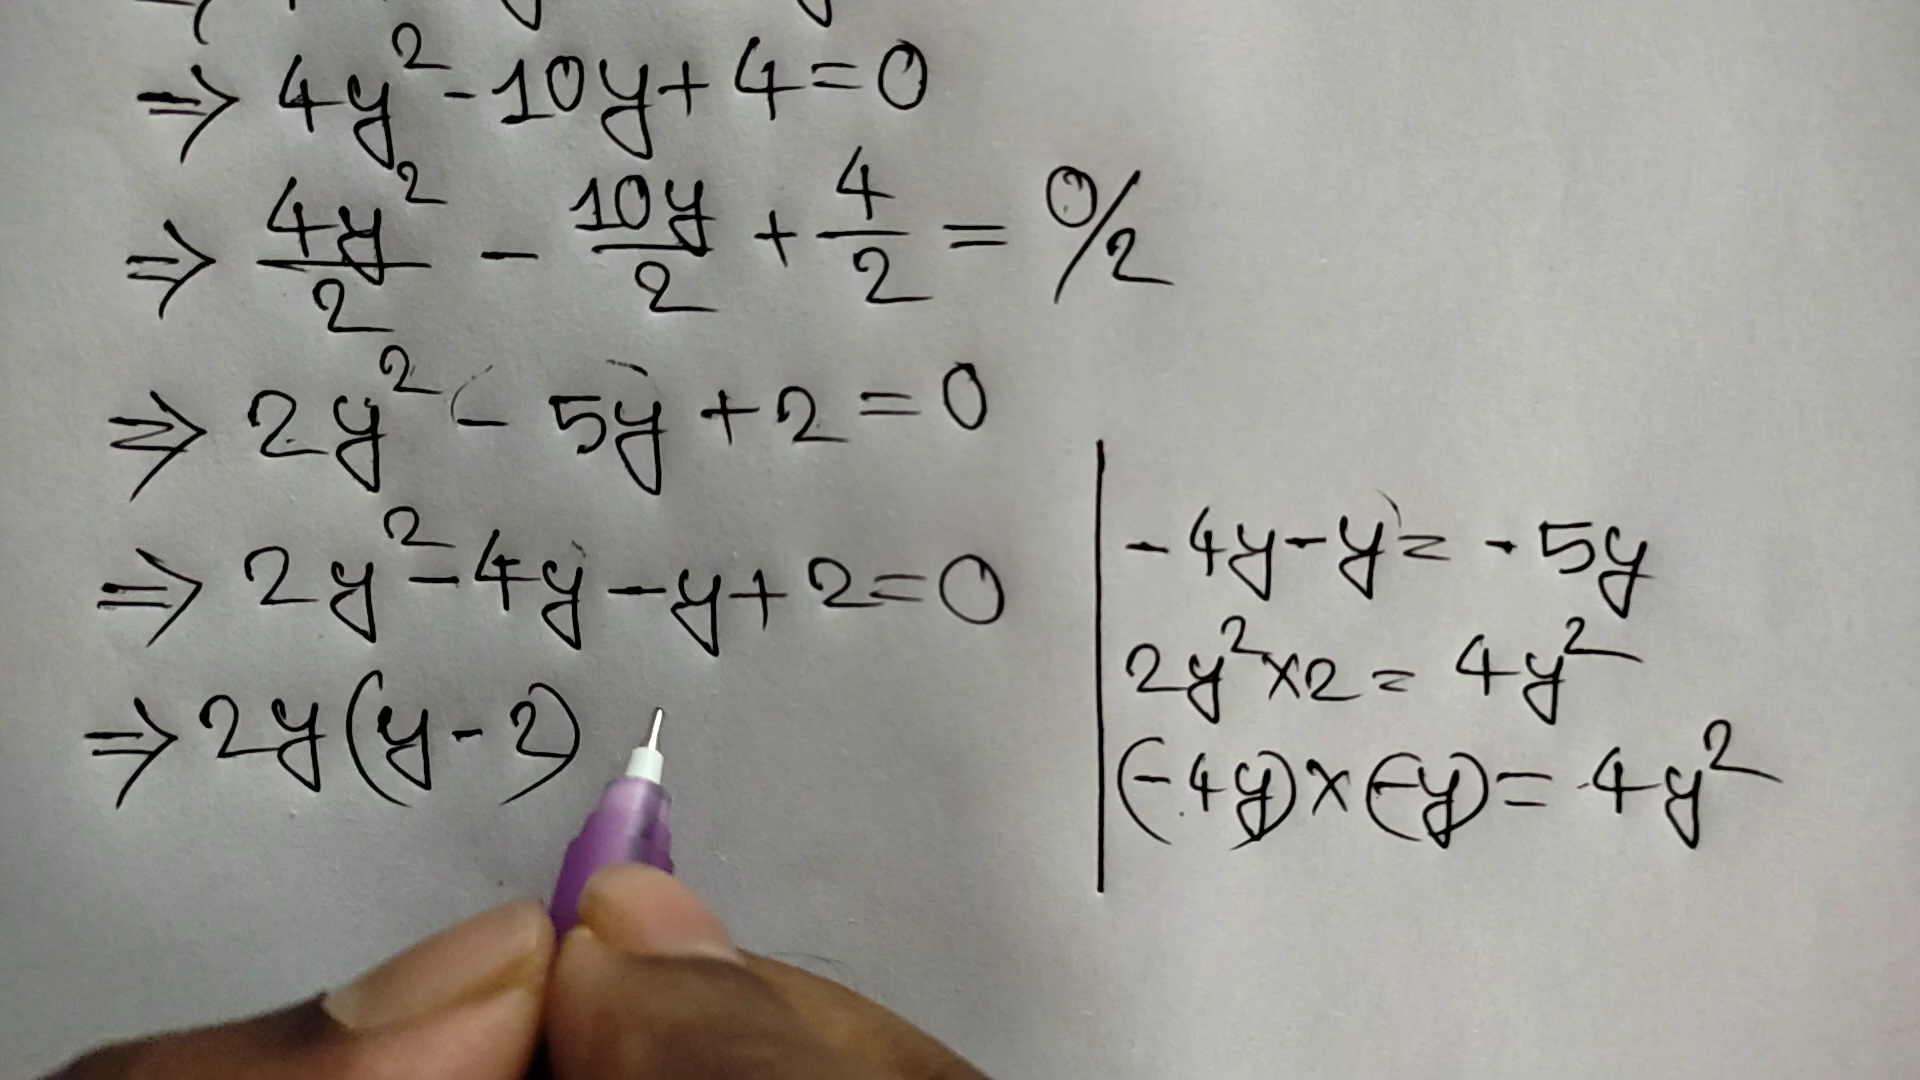 ⇒ 4y² - 10y + 4 = 0
⇒ 4y²/2 - 10y/2 + 4/2 = 0/2
⇒ 2y² - 5y + 2 = 0
⇒ 2y² - 4y - y + 2 = 0
⇒ 2y(y - 2)
- 4y - y = - 5y
2y² × 2 = 4y²
(-4y) × (-y) = 4y²